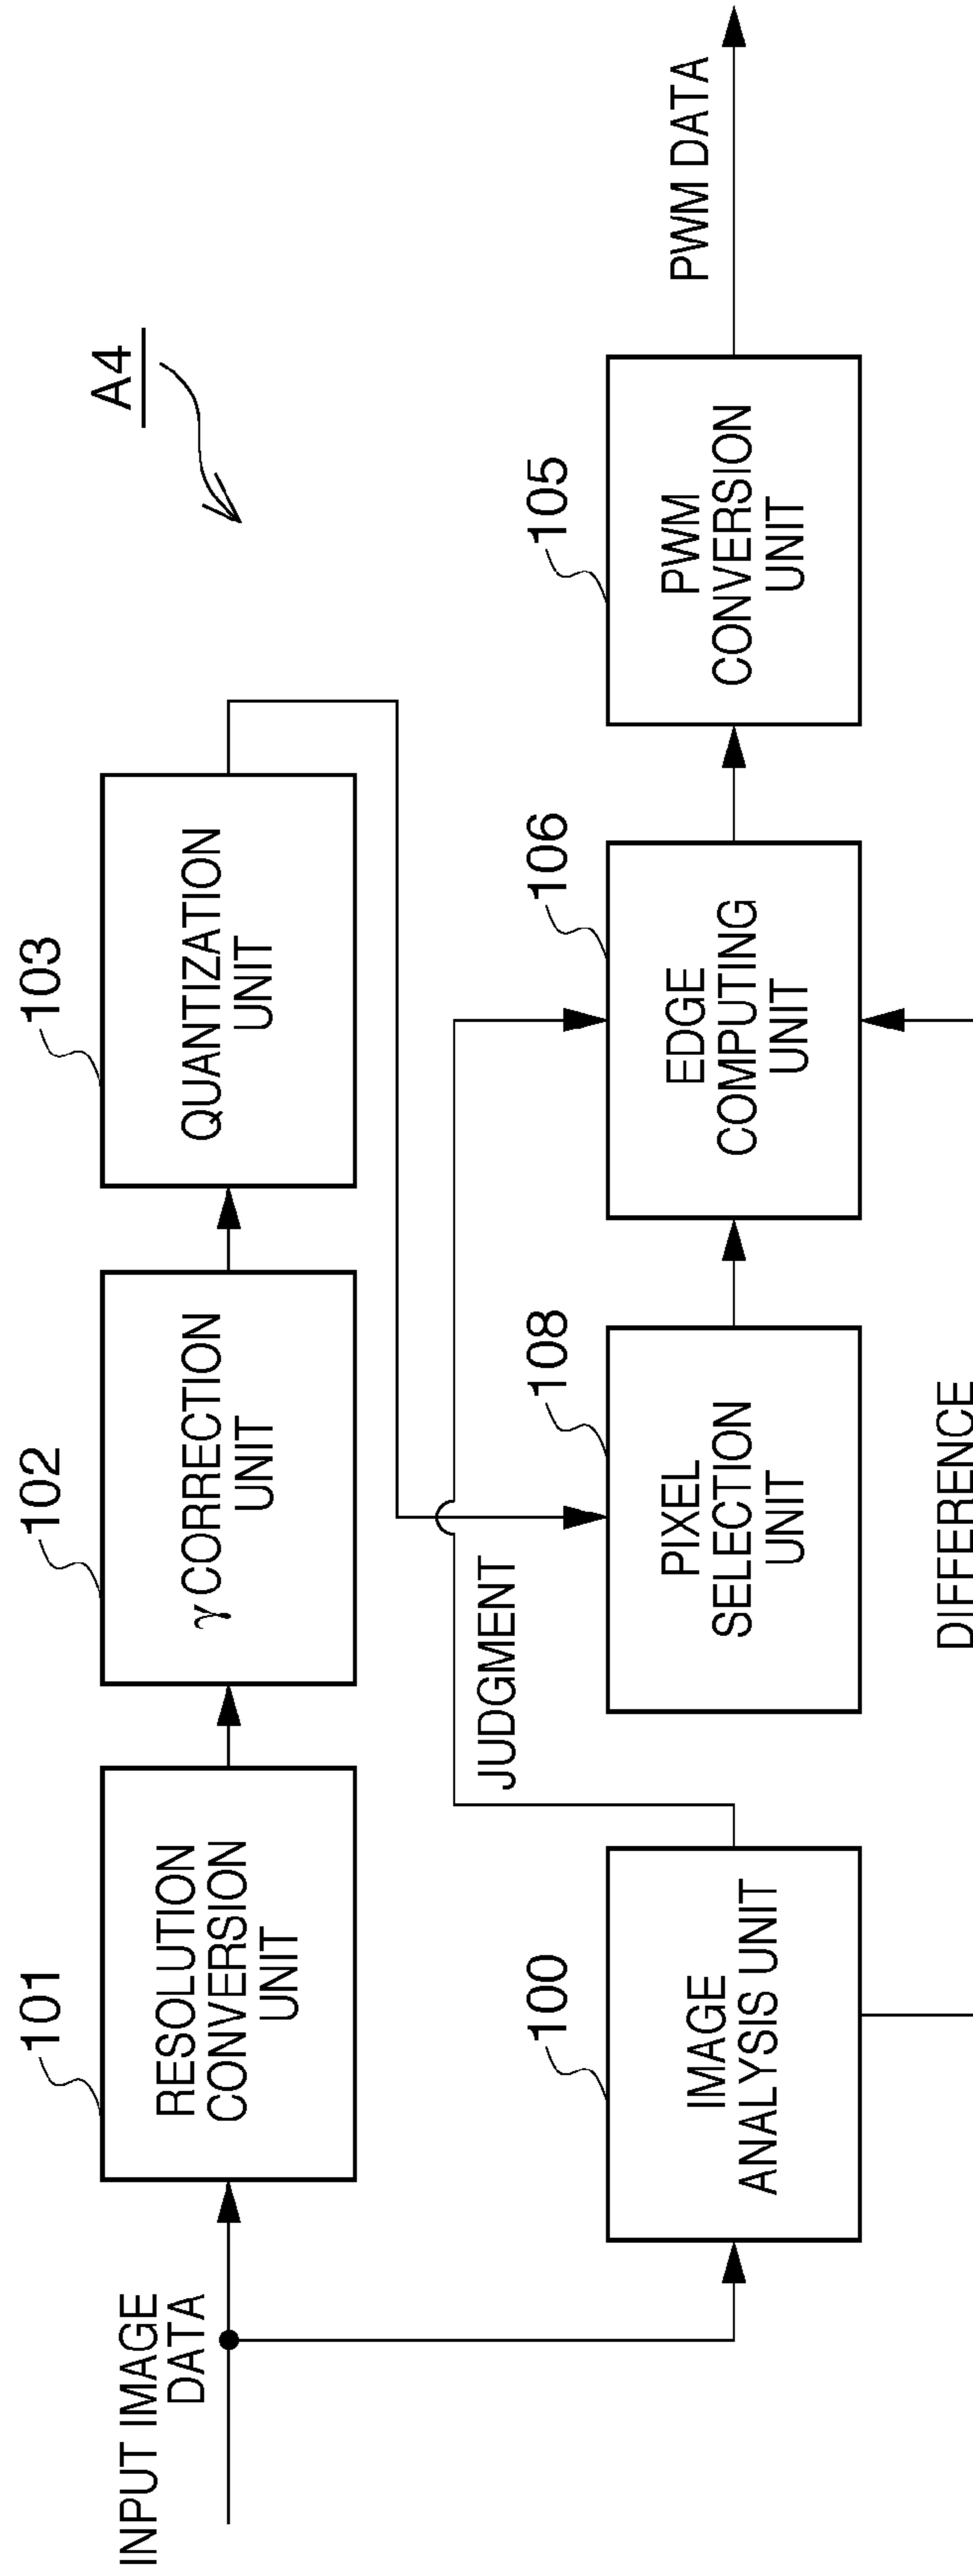 A4
INPUT IMAGE
DATA
101
RESOLUTION
CONVERSION
UNIT
102
γ CORRECTION
UNIT
103
QUANTIZATION
UNIT
JUDGMENT
100
IMAGE
ANALYSIS UNIT
108
PIXEL
SELECTION
UNIT
106
EDGE
COMPUTING
UNIT
105
PWM
CONVERSION
UNIT
PWM DATA
DIFFERENCE